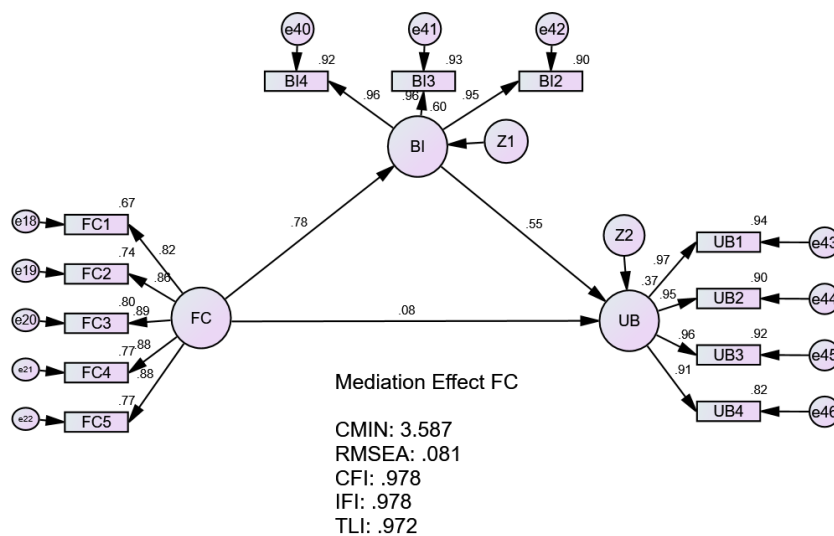 e40 e41 e42
.92 .93 .90
BI4 BI3 BI2
.96 .96 .95
.60
BI Z1
.67
e18 FC1
.82 .78 .55
.74 Z2 .94
e19 FC2 UB1 e43
.86 .97
.80 .37 .90
e20 FC3 .89 FC .08 UB .95 UB2 e44
.77 .88 .96 .92
e21 FC4 UB3 e45
.77 .88 .91 .82
e22 FC5 UB4 e46
Mediation Effect FC
CMIN: 3.587
RMSEA: .081
CFI: .978
IFI: .978
TLI: .972